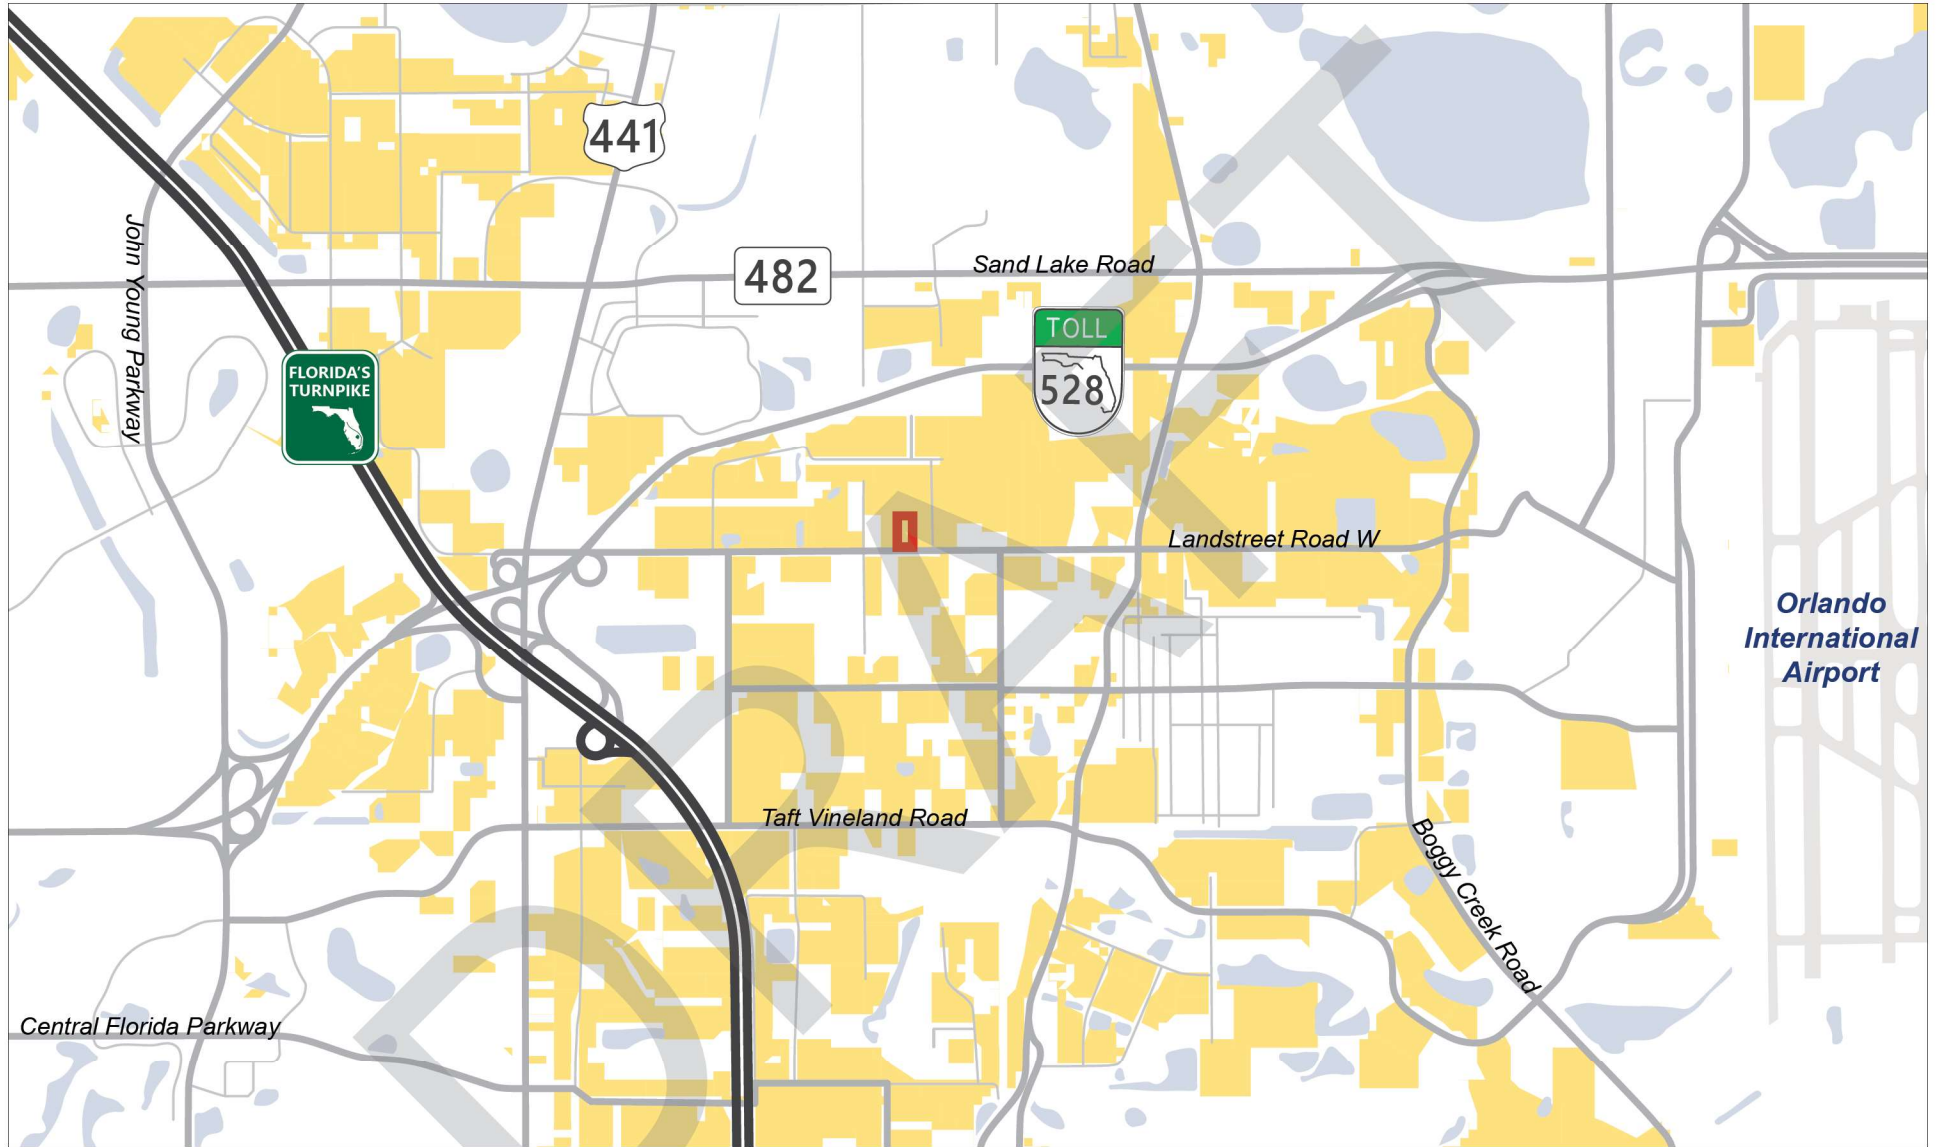 441
John Young Parkway
482
Sand Lake Road
TOLL
528
FLORIDA'S
TURNPIKE
Landstreet Road W
Orlando
International
Airport
Taft Vineland Road
Boggy Creek Road
Central Florida Parkway
DRAFT